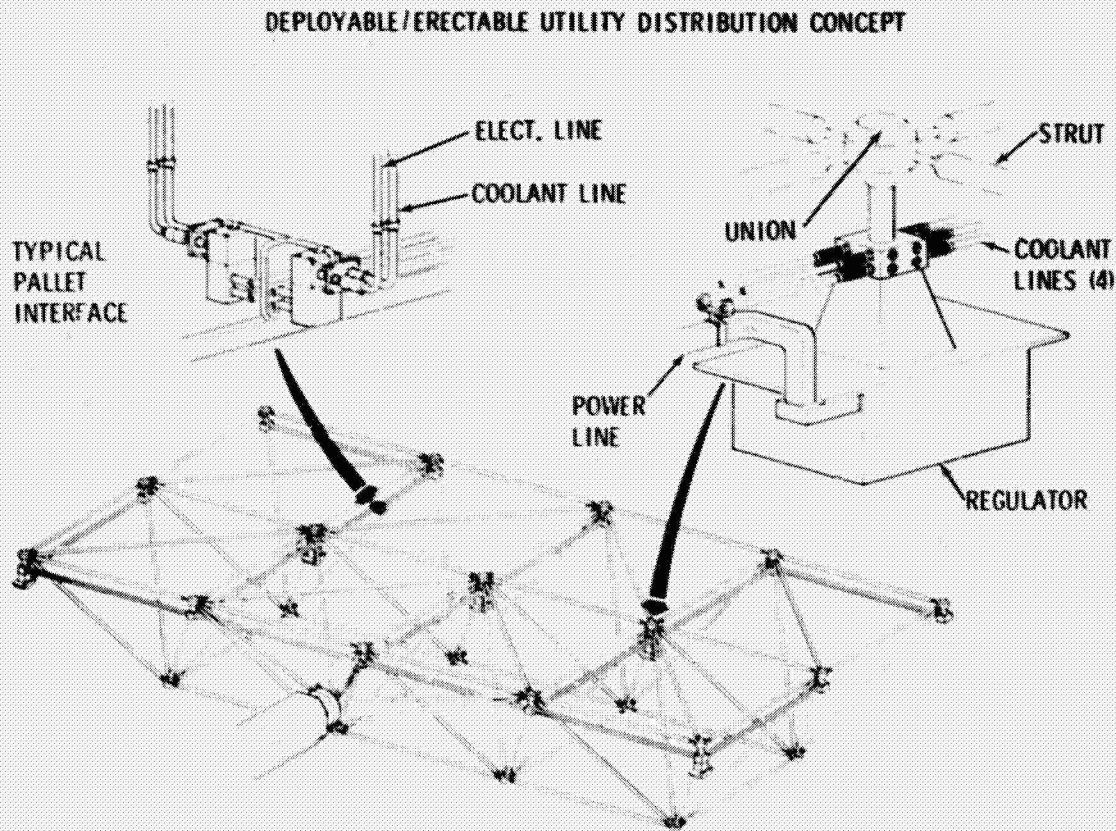 DEPLOYABLE/ERECTABLE UTILITY DISTRIBUTION CONCEPT
ELECT. LINE
COOLANT LINE
TYPICAL
PALLET
INTERFACE
STRUT
UNION
COOLANT
LINES (4)
POWER
LINE
REGULATOR